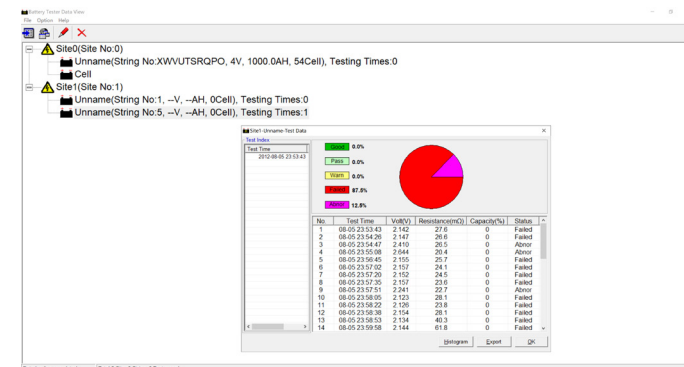 Battery Tester Data View
File Option Help
Site0(Site No:0)
Unname(String No:XWVUTSRQPO, 4V, 1000.0AH, 54Cell), Testing Times:0
Cell
Site1(Site No:1)
Unname(String No:1, --V, --AH, 0Cell), Testing Times:0
Unname(String No:5, --V, --AH, 0Cell), Testing Times:1
Site1-Unname-Test Data
Test Index
Test Time
2012-08-05 23:53:43
Good 0.0%
Pass 0.0%
Warn 0.0%
Failed 87.5%
Abnor 12.5%
No. Test Time Volt(V) Resistance(mΩ) Capacity(%) Status
1 08-05 23:53:43 2.142 27.6 0 Failed
2 08-05 23:54:26 2.147 26.6 0 Failed
3 08-05 23:54:47 2.410 26.5 0 Abnor
4 08-05 23:55:08 2.644 20.4 0 Abnor
5 08-05 23:56:45 2.155 25.7 0 Failed
6 08-05 23:57:02 2.157 24.1 0 Failed
7 08-05 23:57:20 2.152 24.5 0 Failed
8 08-05 23:57:35 2.157 23.6 0 Failed
9 08-05 23:57:51 2.241 22.7 0 Abnor
10 08-05 23:58:05 2.123 28.1 0 Failed
11 08-05 23:58:22 2.126 23.8 0 Failed
12 08-05 23:58:38 2.154 28.1 0 Failed
13 08-05 23:58:53 2.134 40.3 0 Failed
14 08-05 23:59:58 2.144 61.8 0 Failed
Histogram Export OK